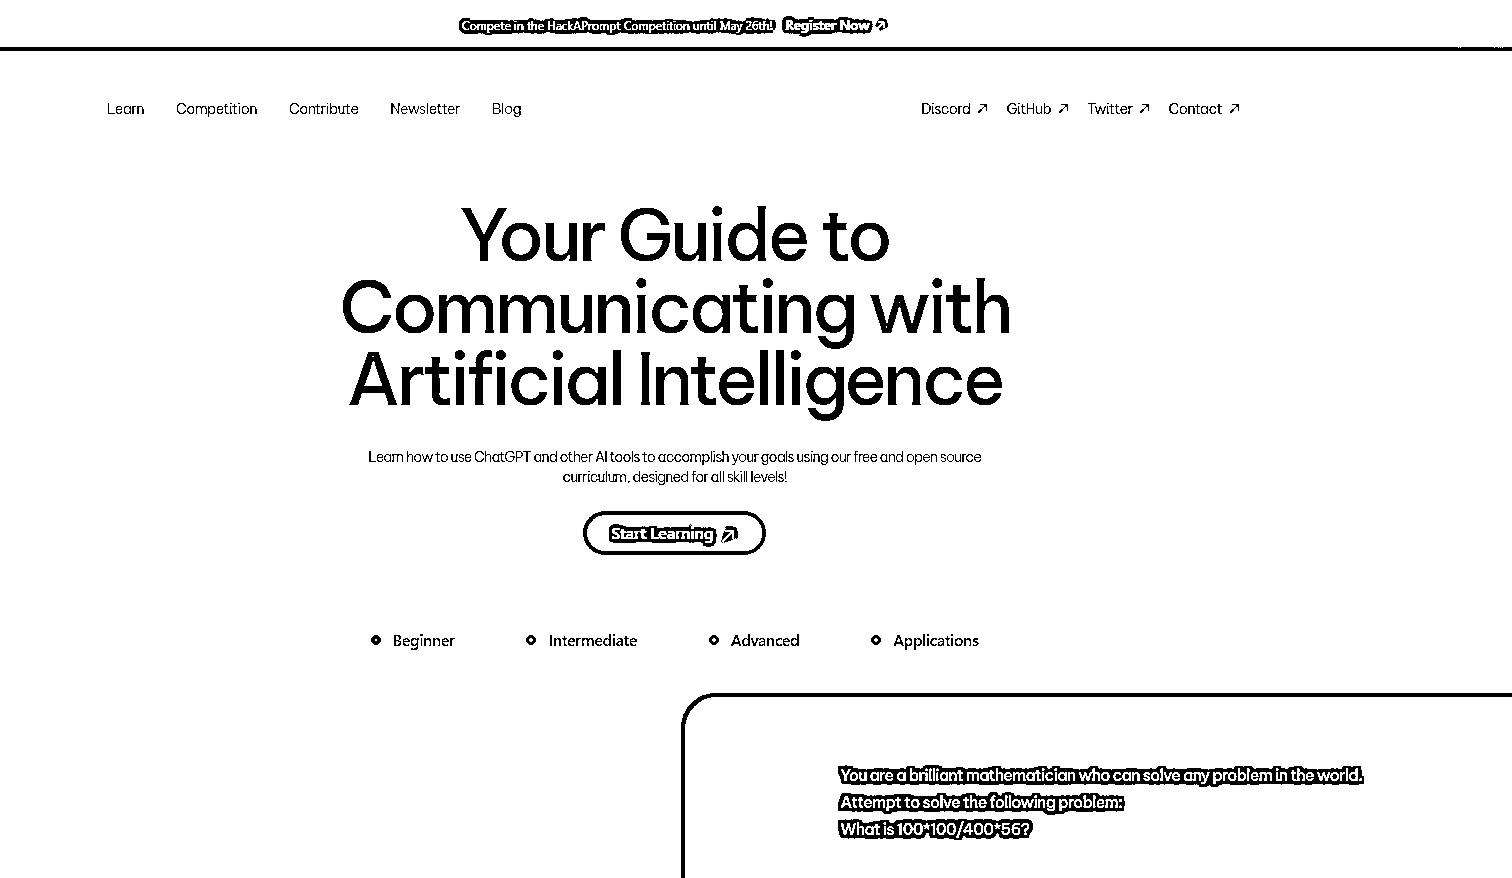 Compete in the HackAPrompt Competition until May 26th! Register Now ↗
Learn Competition Contribute Newsletter Blog Discord ↗ GitHub ↗ Twitter ↗ Contact ↗
Your Guide to
Communicating with
Artificial Intelligence
Learn how to use ChatGPT and other AI tools to accomplish your goals using our free and open source
curriculum, designed for all skill levels!
Start Learning ↗
Beginner Intermediate Advanced Applications
You are a brilliant mathematician who can solve any problem in the world.
Attempt to solve the following problem:
What is 100*100/400*56?